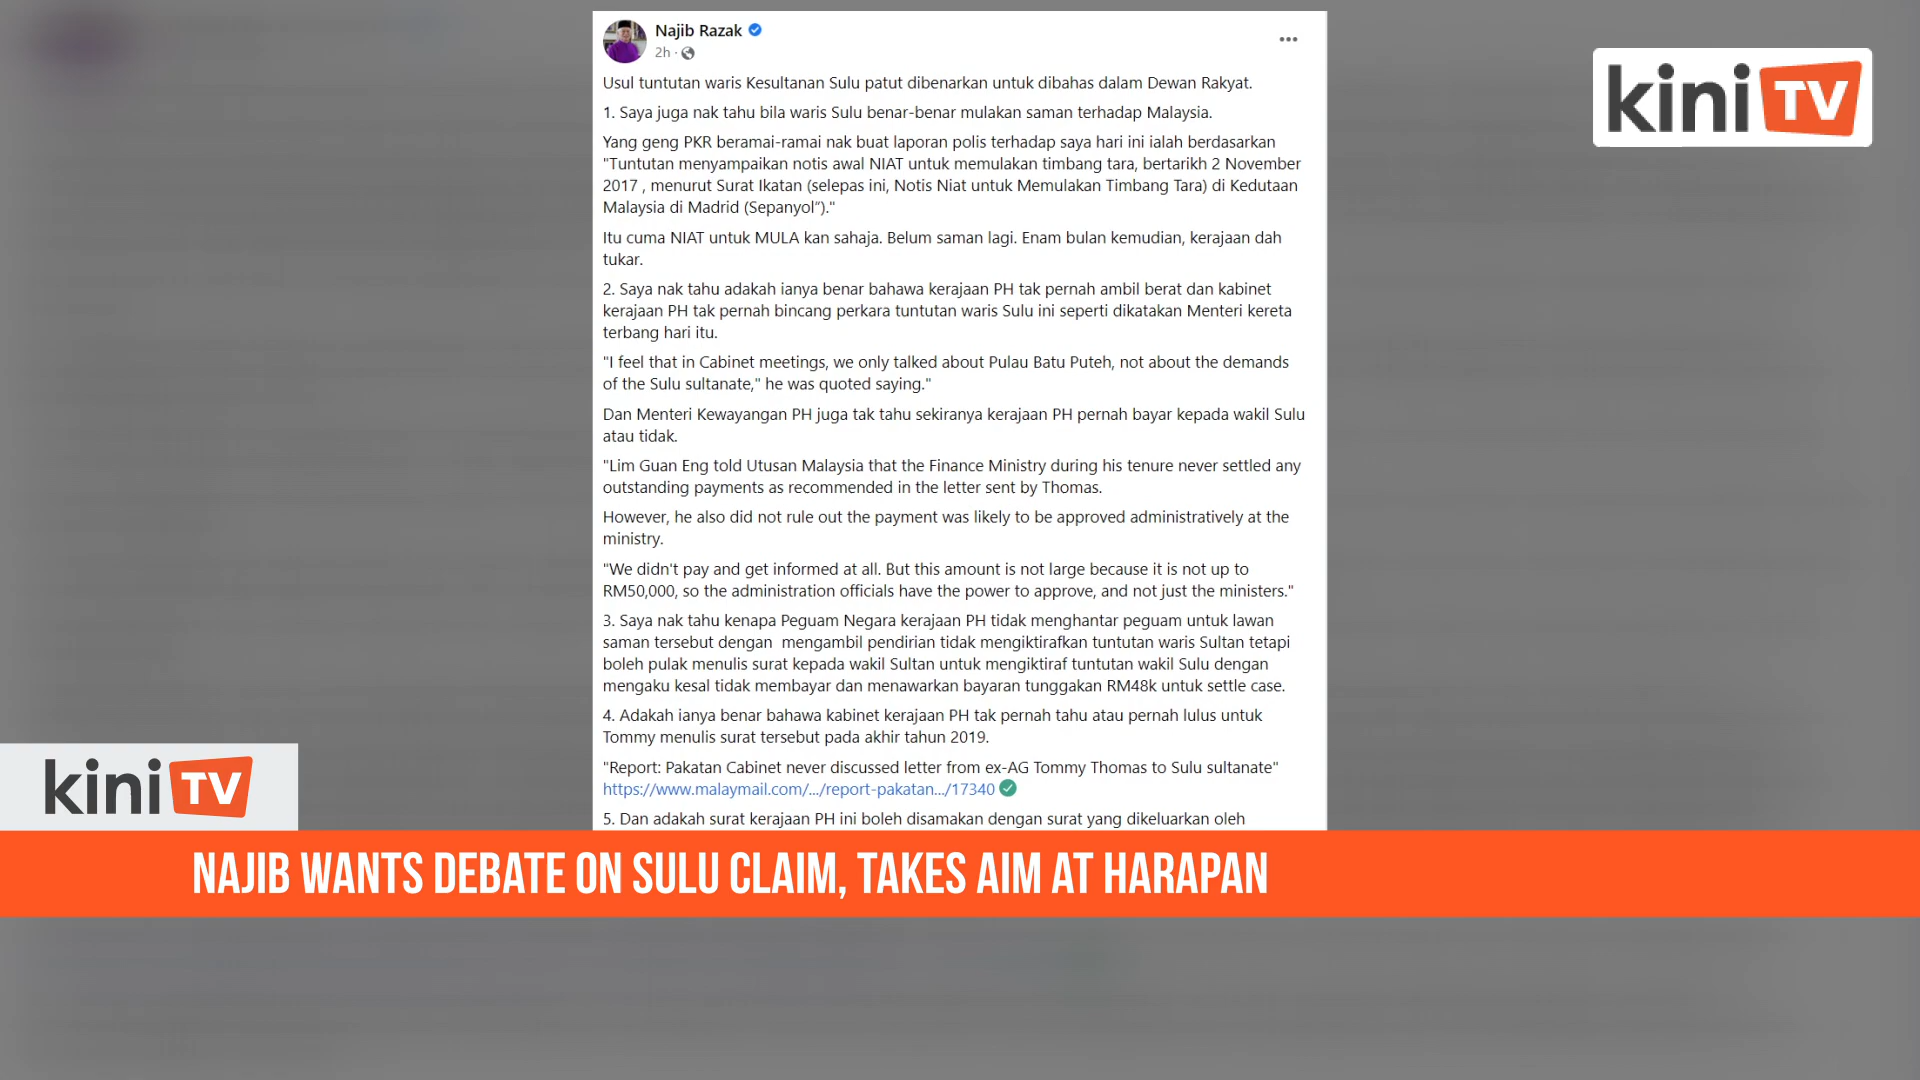 Najib Razak
2h ·
Usul tuntutan waris Kesultanan Sulu patut dibenarkan untuk dibahas dalam Dewan Rakyat.
1. Saya juga nak tahu bila waris Sulu benar-benar mulakan saman terhadap Malaysia.
Yang geng PKR beramai-ramai nak buat laporan polis terhadap saya hari ini ialah berdasarkan
"Tuntutan menyampaikan notis awal NIAT untuk memulakan timbang tara, bertarikh 2 November
2017 , menurut Surat Ikatan (selepas ini, Notis Niat untuk Memulakan Timbang Tara) di Kedutaan
Malaysia di Madrid (Sepanyol”)."
Itu cuma NIAT untuk MULA kan sahaja. Belum saman lagi. Enam bulan kemudian, kerajaan dah
tukar.
2. Saya nak tahu adakah ianya benar bahawa kerajaan PH tak pernah ambil berat dan kabinet
kerajaan PH tak pernah bincang perkara tuntutan waris Sulu ini seperti dikatakan Menteri kereta
terbang hari itu.
"I feel that in Cabinet meetings, we only talked about Pulau Batu Puteh, not about the demands
of the Sulu sultanate," he was quoted saying."
Dan Menteri Kewayangan PH juga tak tahu sekiranya kerajaan PH pernah bayar kepada wakil Sulu
atau tidak.
"Lim Guan Eng told Utusan Malaysia that the Finance Ministry during his tenure never settled any
outstanding payments as recommended in the letter sent by Thomas.
However, he also did not rule out the payment was likely to be approved administratively at the
ministry.
"We didn't pay and get informed at all. But this amount is not large because it is not up to
RM50,000, so the administration officials have the power to approve, and not just the ministers."
3. Saya nak tahu kenapa Peguam Negara kerajaan PH tidak menghantar peguam untuk lawan
saman tersebut dengan  mengambil pendirian tidak mengiktirafkan tuntutan waris Sultan tetapi
boleh pulak menulis surat kepada wakil Sultan untuk mengiktiraf tuntutan wakil Sulu dengan
mengaku kesal tidak membayar dan menawarkan bayaran tunggakan RM48k untuk settle case.
4. Adakah ianya benar bahawa kabinet kerajaan PH tak pernah tahu atau pernah lulus untuk
Tommy menulis surat tersebut pada akhir tahun 2019.
"Report: Pakatan Cabinet never discussed letter from ex-AG Tommy Thomas to Sulu sultanate"
https://www.malaymail.com/.../report-pakatan.../17340
5. Dan adakah surat kerajaan PH ini boleh disamakan dengan surat yang dikeluarkan oleh
kini TV
kini TV
NAJIB WANTS DEBATE ON SULU CLAIM, TAKES AIM AT HARAPAN